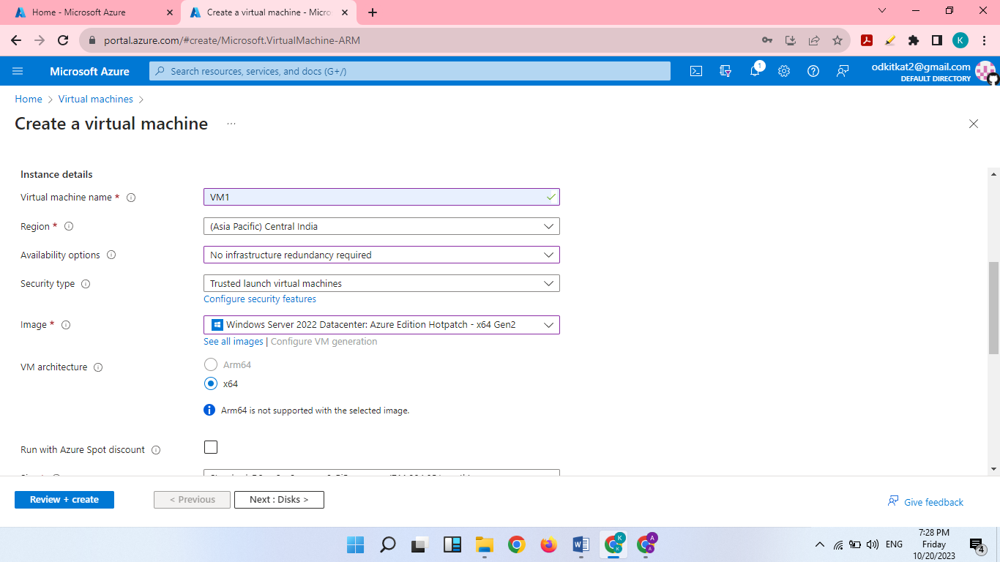 Home - Microsoft Azure
Create a virtual machine - Micros
portal.azure.com/#create/Microsoft.VirtualMachine-ARM
K
Microsoft Azure
Search resources, services, and docs (G+/)
1
odkitkat2@gmail.com
DEFAULT DIRECTORY
Home > Virtual machines >
Create a virtual machine ...
Instance details
Virtual machine name * VM1
Region * (Asia Pacific) Central India
Availability options No infrastructure redundancy required
Security type Trusted launch virtual machines
Configure security features
Image * Windows Server 2022 Datacenter: Azure Edition Hotpatch - x64 Gen2
See all images | Configure VM generation
VM architecture
Arm64
x64
Arm64 is not supported with the selected image.
Run with Azure Spot discount
Review + create
< Previous
Next : Disks >
Give feedback
K
A
A
ENG
7:28 PM
Friday
10/20/2023
4